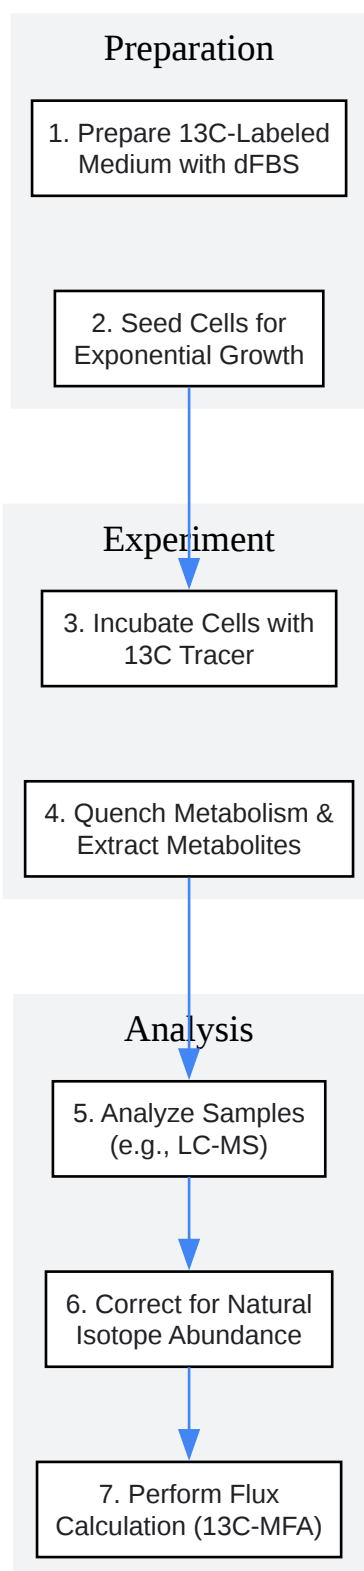 Preparation
1. Prepare 13C-Labeled
Medium with dFBS
2. Seed Cells for
Exponential Growth
Experiment
3. Incubate Cells with
13C Tracer
4. Quench Metabolism &
Extract Metabolites
Analysis
5. Analyze Samples
(e.g., LC-MS)
6. Correct for Natural
Isotope Abundance
7. Perform Flux
Calculation (13C-MFA)